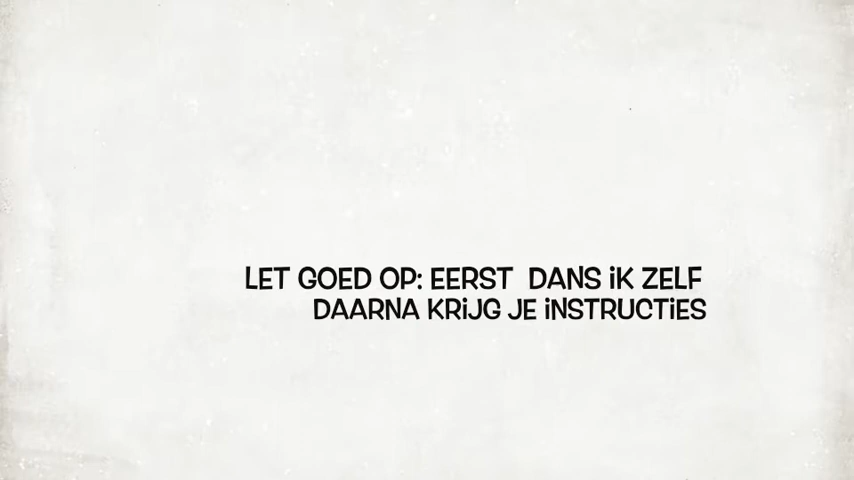 LET GOED OP: EERST  DANS iK ZELF
DAARNA KRiJG JE iNSTRUCTiES